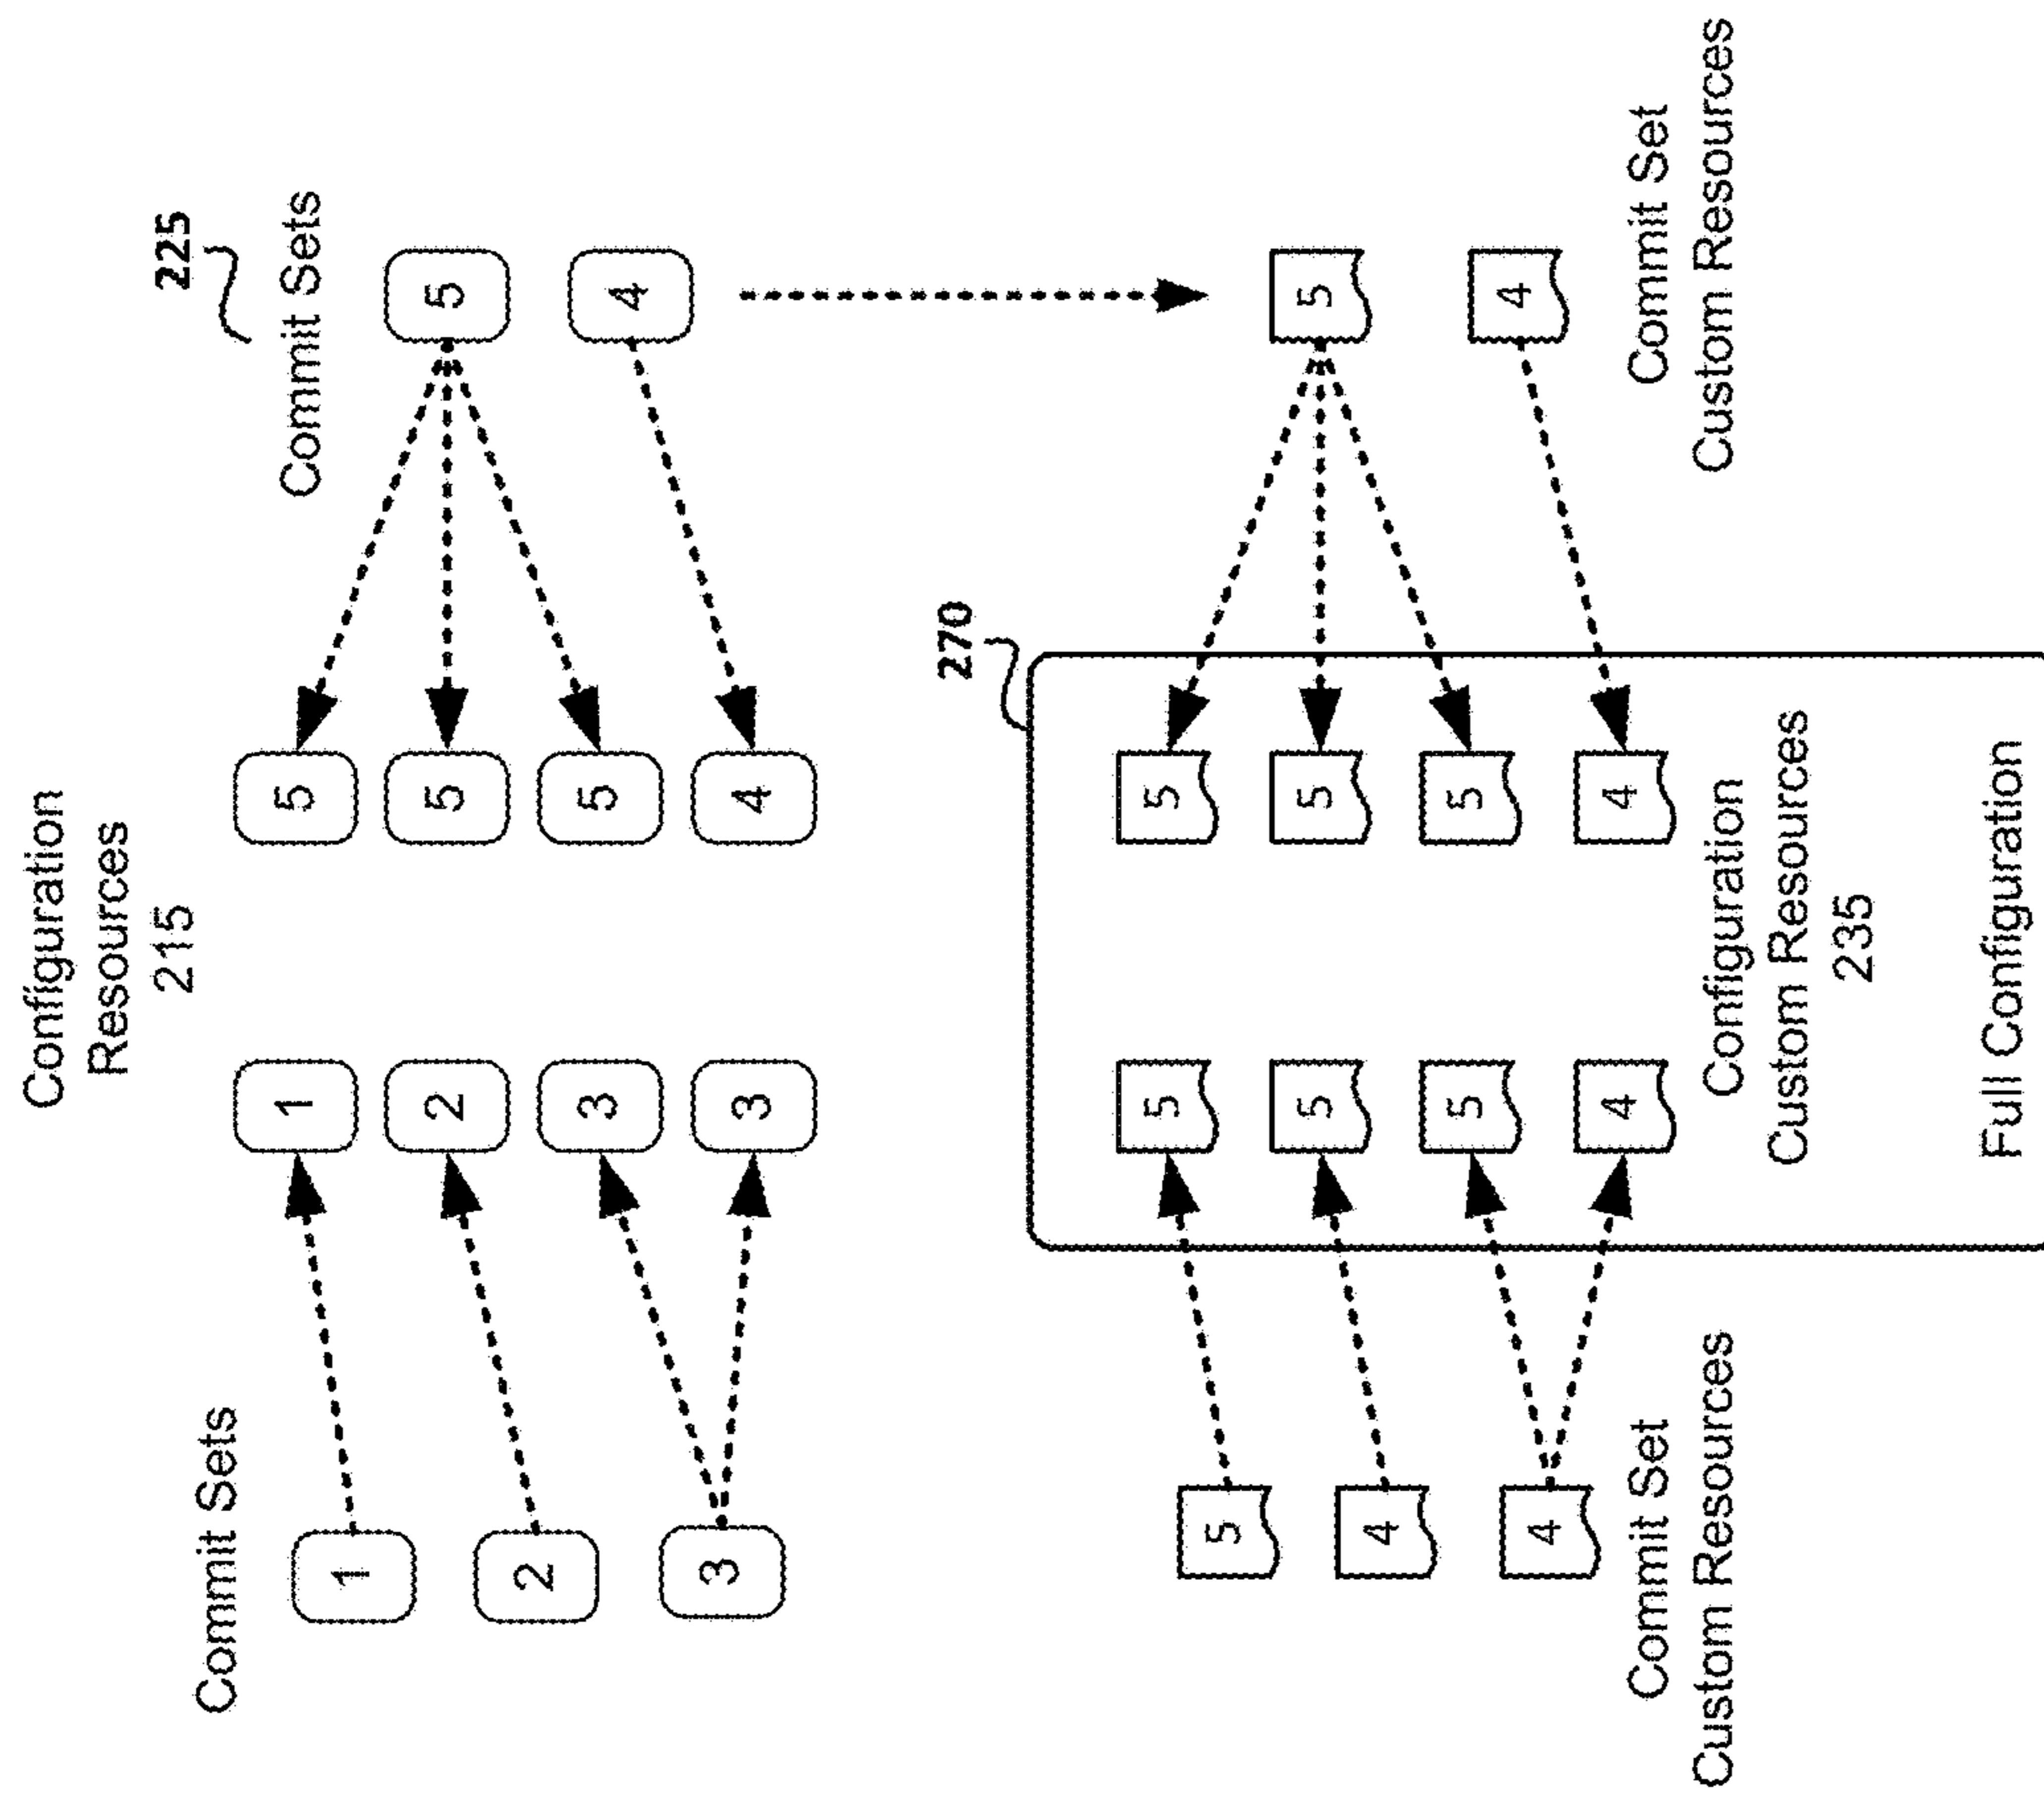 Configuration
Resources
215
225
Commit Sets
Commit Sets
1 5
1
2 5 5
2
3 5
4
3
3 4
270
5 5
5
5 5 5
4
5 5
4
4
4 4
Commit Set
Custom Resources
Configuration
Custom Resources
235
Commit Set
Custom Resources
Full Configuration